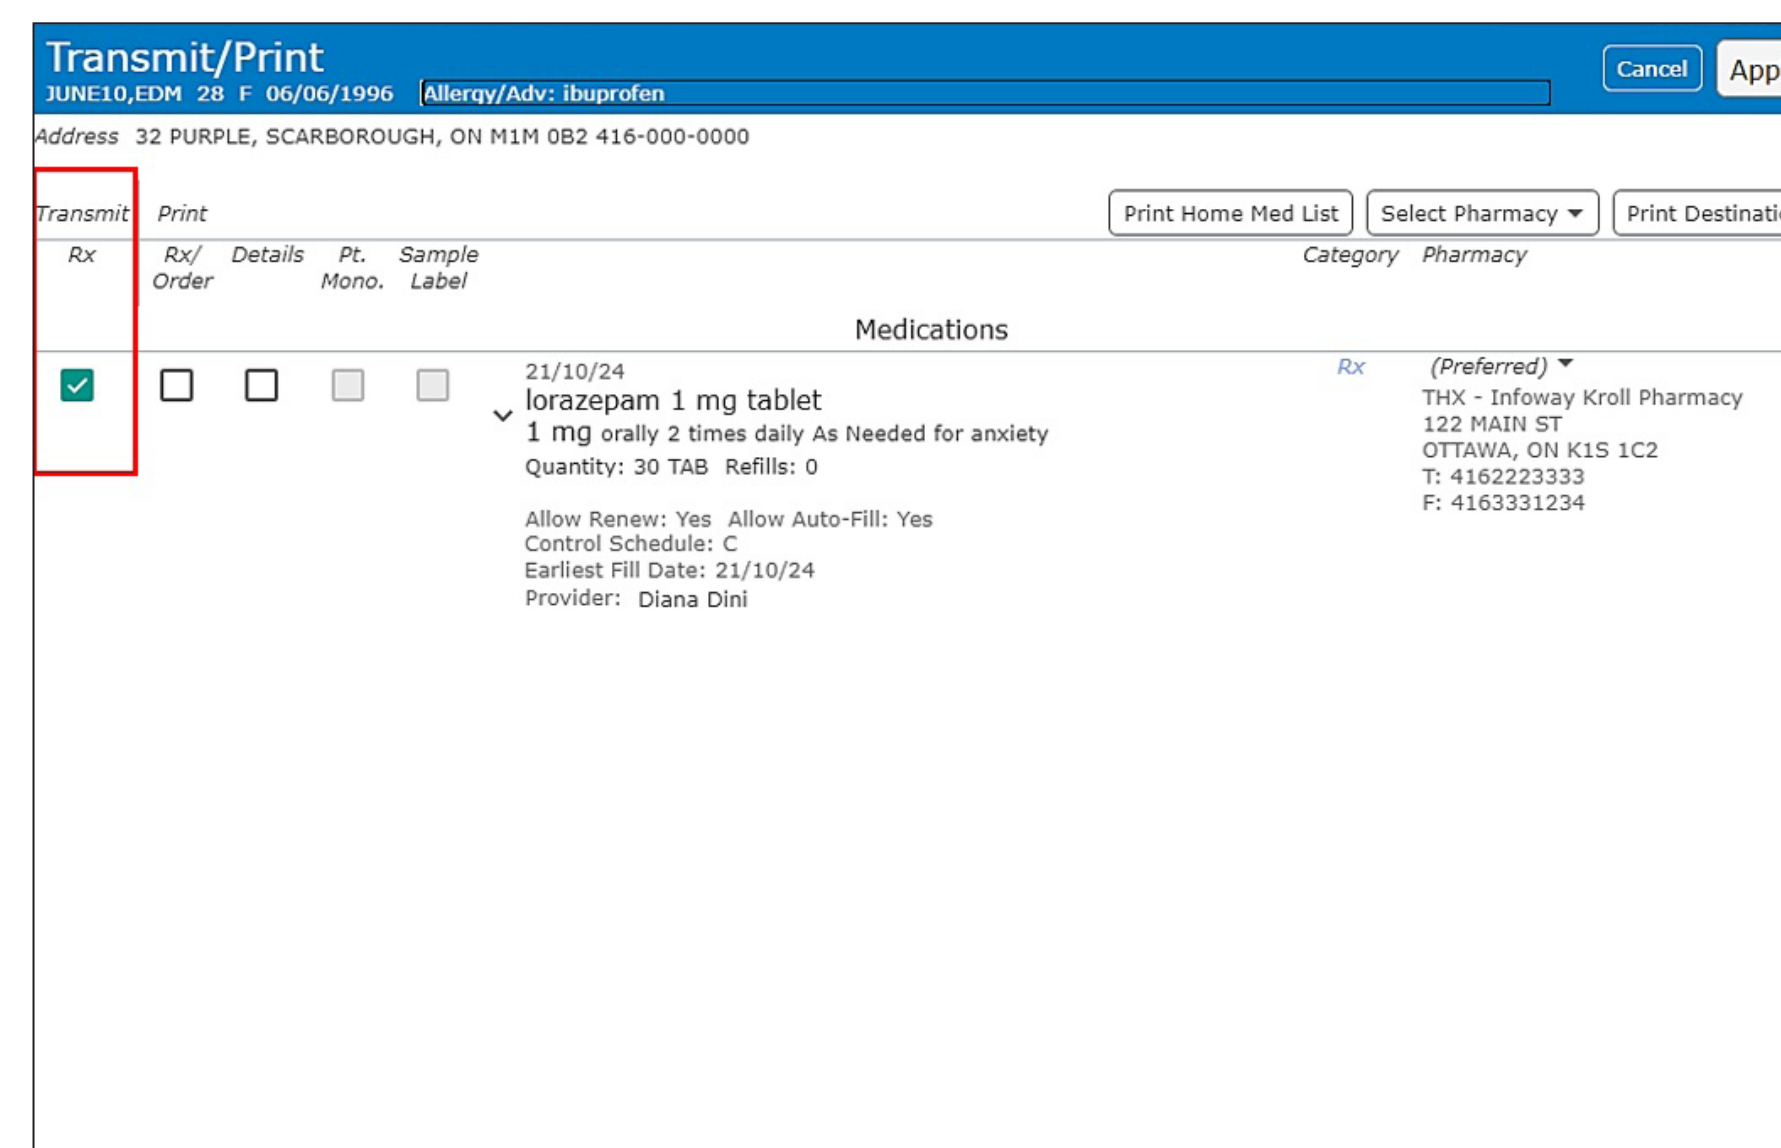 Transmit/Print
Cancel
JUNE10,EDM 28 F 06/06/1996 Allergy/Adv: ibuprofen
Address 32 PURPLE, SCARBOROUGH, ON M1M 0B2 416-000-0000
Transmit Print Print Home Med List Select Pharmacy
Print
Rx Rx/ Details Pt. Sample Category Pharmacy
Order Mono. Label
Medications
21/10/24 Rx (Preferred)
lorazepam 1 mg tablet THX - Infoway Kroll Pharmacy
122 MAIN ST
1 mg orally 2 times daily As Needed for anxiety
OTTAWA, ON K1S 1C2
Quantity: 30 TAB Refills: 0
T: 4162223333
F: 4163331234
Allow Renew: Yes Allow Auto-Fill: Yes
Control Schedule: C
Earliest Fill Date: 21/10/24
Provider: Diana Dini